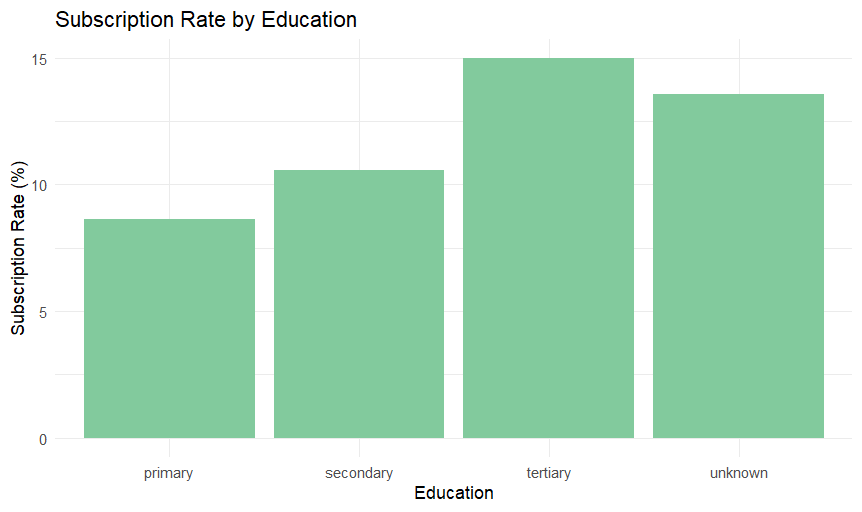 Subscription Rate by Education
Subscription Rate (%)
15
10
5
0
primary secondary tertiary unknown
Education